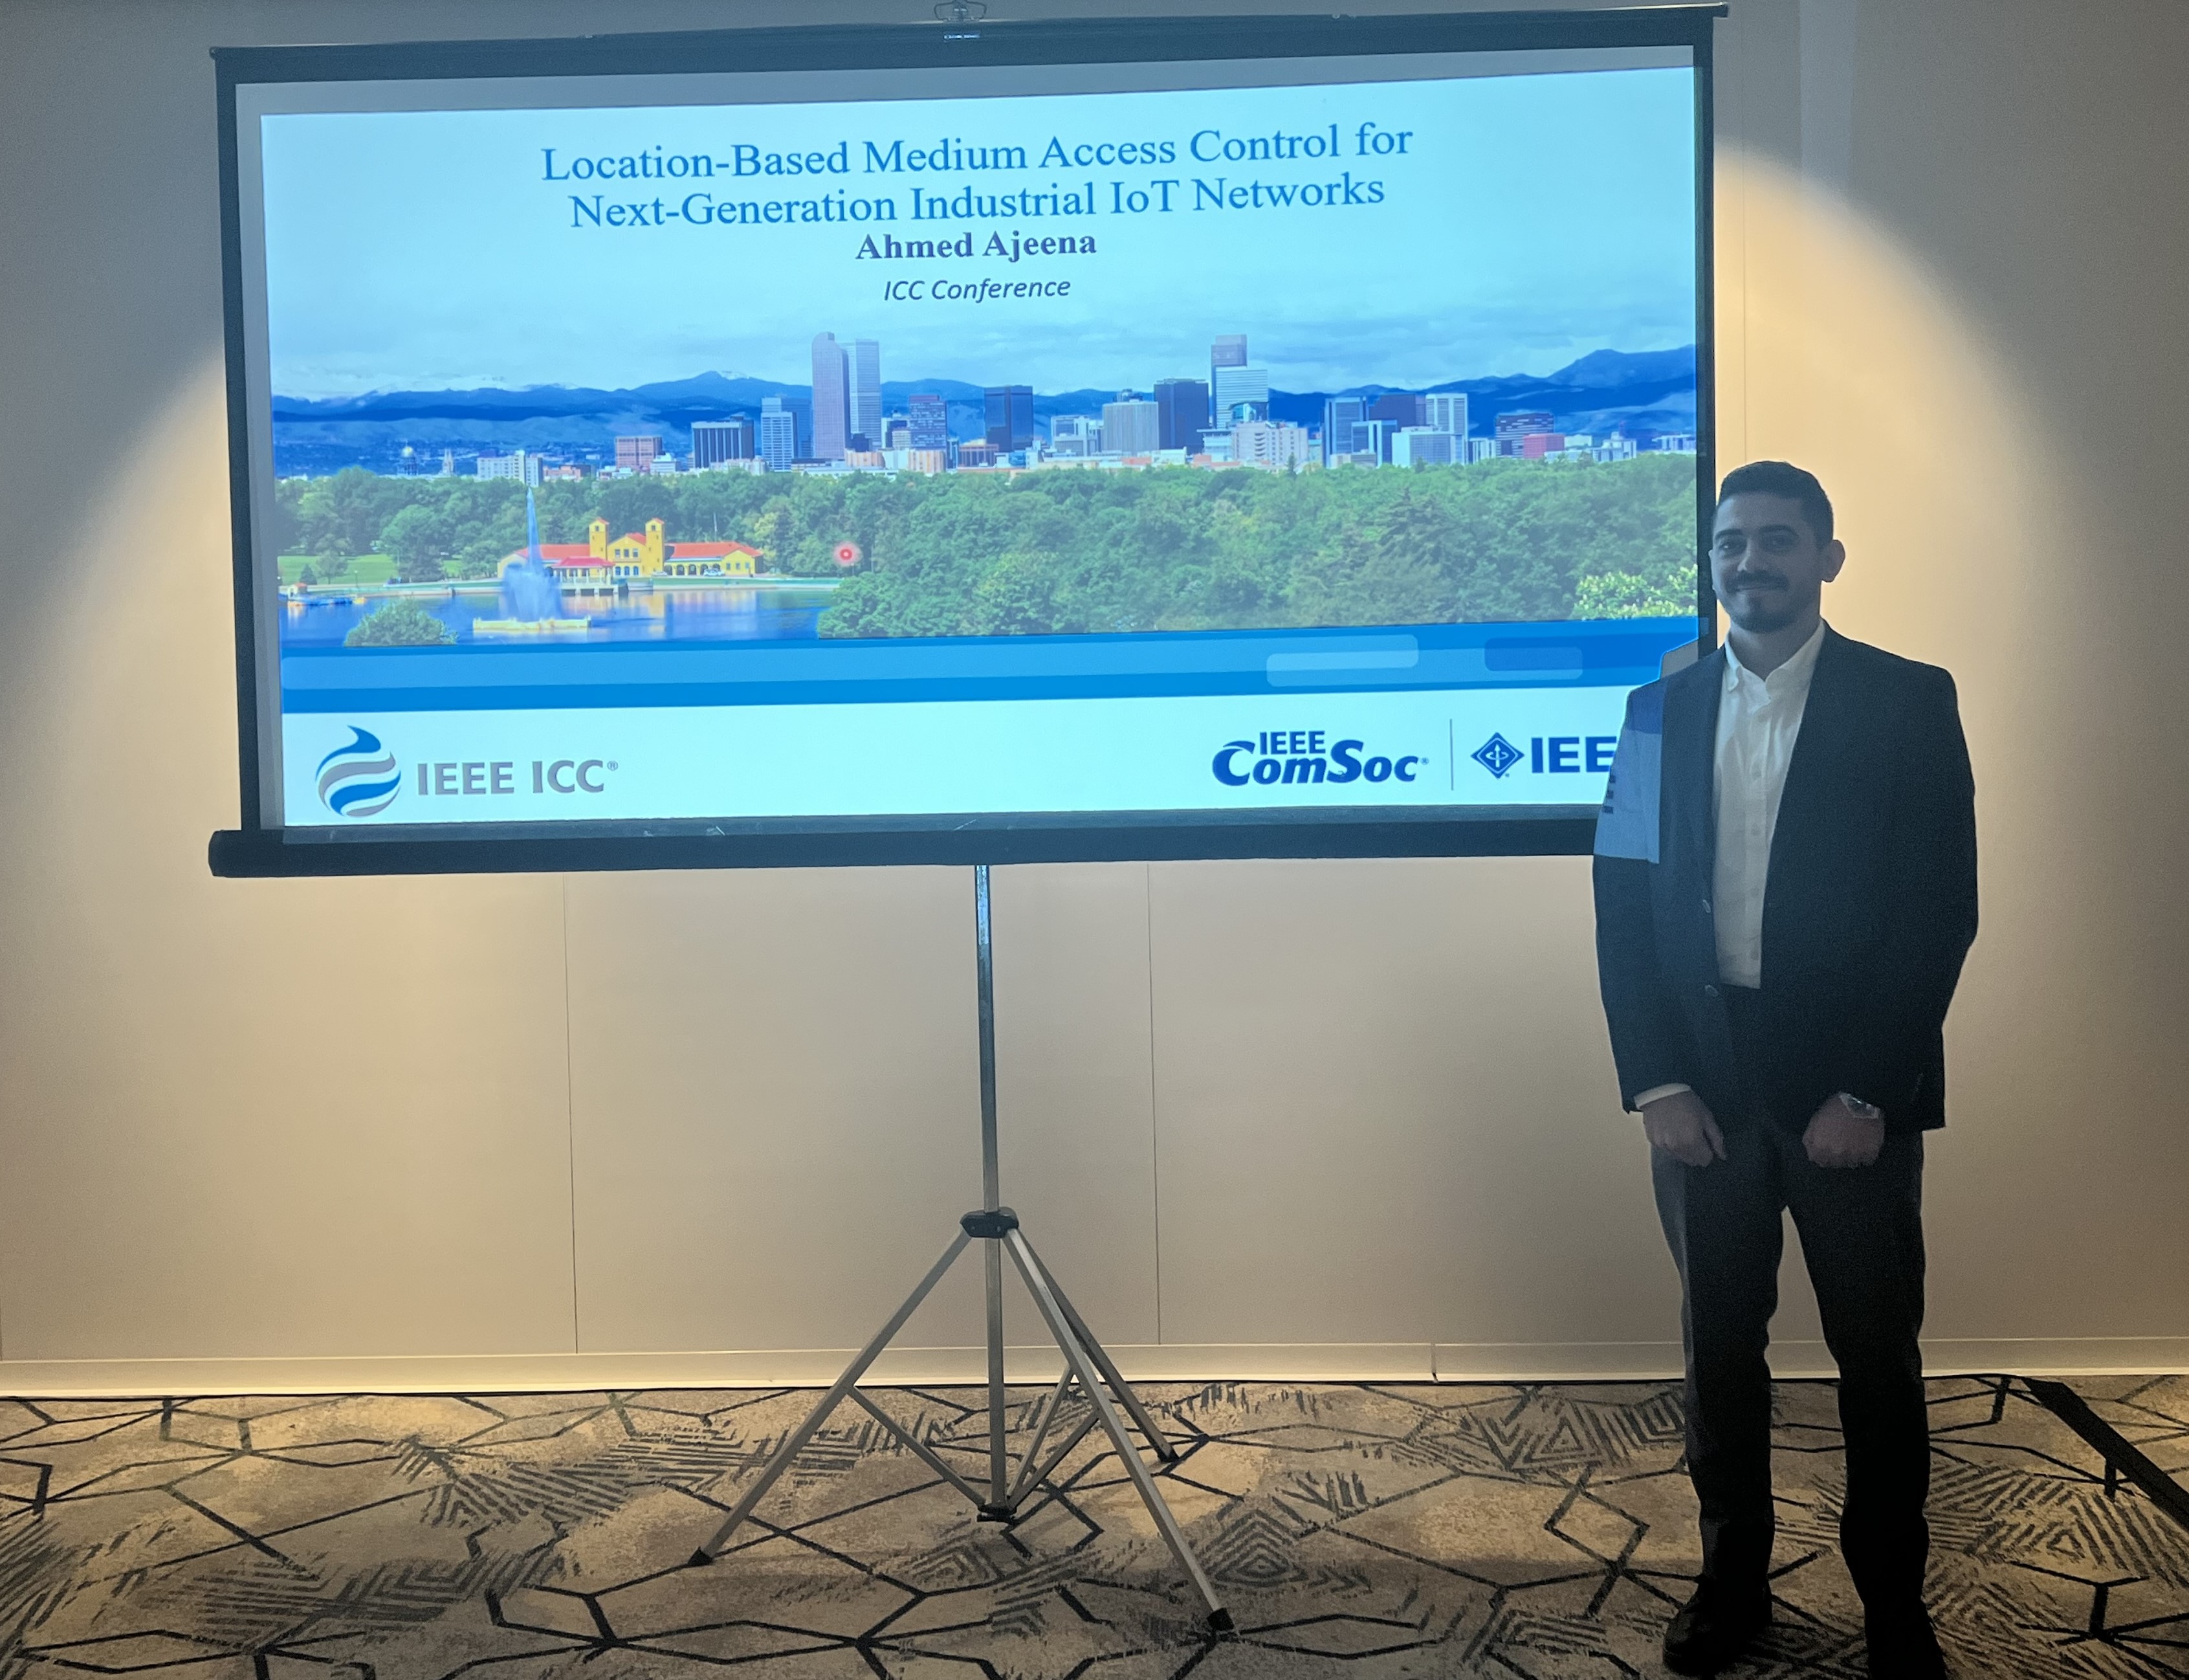 Location-Based Medium Access Control for
Next-Generation Industrial IoT Networks
Ahmed Ajeena
ICC Conference
IEEE ICC®
IEEE
ComSoc®
IEE